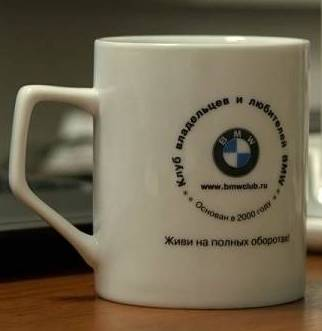 Клуб владельцев и любителей BMW
BMW
www.bmwclub.ru
Основан в 2000 году
Живи на полных оборотах!